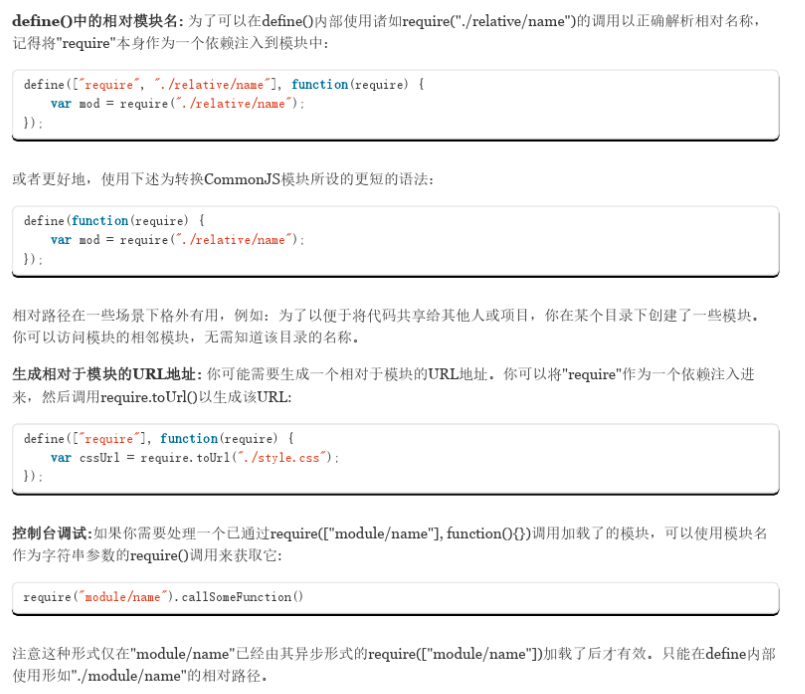 define()中的相对模块名: 为了可以在define()内部使用诸如require("./relative/name")的调用以正确解析相对名称，
记得将"require"本身作为一个依赖注入到模块中：
define(["require", "./relative/name"], function(require) {
    var mod = require("./relative/name");
});
或者更好地，使用下述为转换CommonJS模块所设的更短的语法：
define(function(require) {
    var mod = require("./relative/name");
});
相对路径在一些场景下格外有用，例如：为了以便于将代码共享给其他人或项目，你在某个目录下创建了一些模块。
你可以访问模块的相邻模块，无需知道该目录的名称。
生成相对于模块的URL地址: 你可能需要生成一个相对于模块的URL地址。你可以将"require"作为一个依赖注入进
来，然后调用require.toUrl()以生成该URL:
define(["require"], function(require) {
    var cssUrl = require.toUrl("./style.css");
});
控制台调试:如果你需要处理一个已通过require(["module/name"], function(){})调用加载了的模块，可以使用模块名
作为字符串参数的require()调用来获取它:
require("module/name").callSomeFunction()
注意这种形式仅在"module/name"已经由其异步形式的require(["module/name"])加载了后才有效。只能在define内部
使用形如"./module/name"的相对路径。